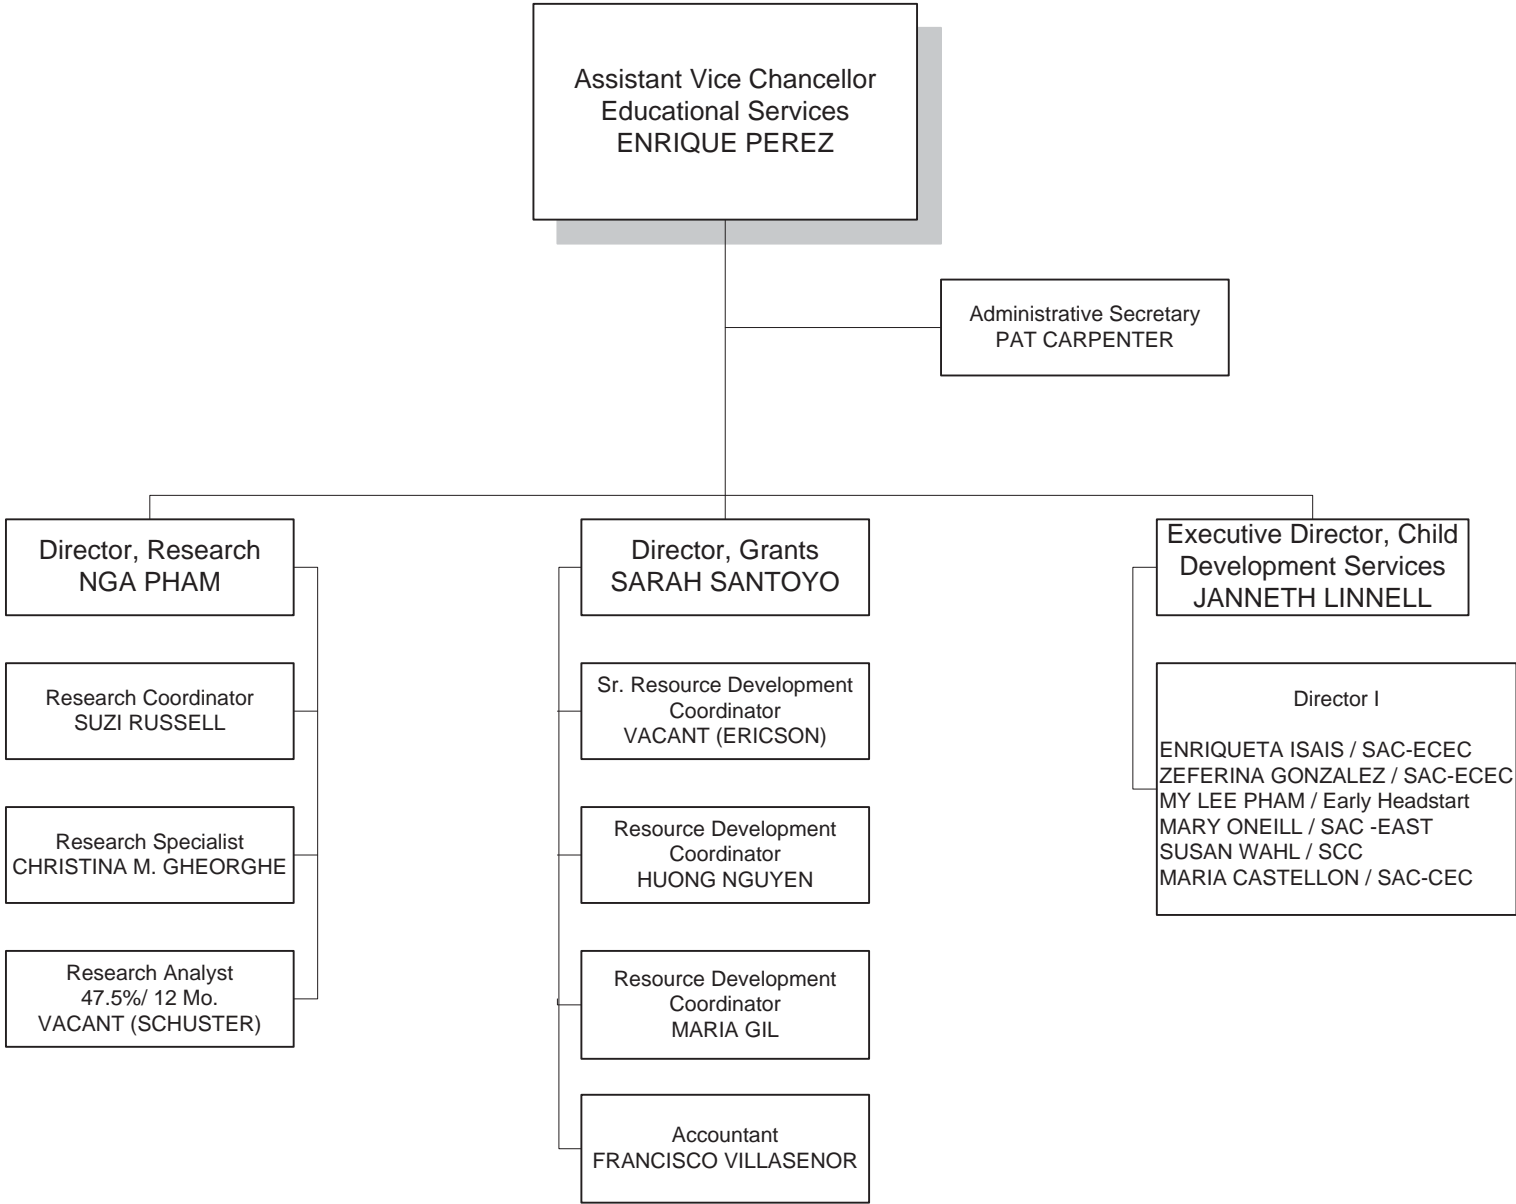 Assistant Vice Chancellor
Educational Services
ENRIQUE PEREZ
Administrative Secretary
PAT CARPENTER
Director, Research
NGA PHAM
Research Coordinator
SUZI RUSSELL
Research Specialist
CHRISTINA M. GHEORGHE
Research Analyst
47.5%/ 12 Mo.
VACANT (SCHUSTER)
Director, Grants
SARAH SANTOYO
Sr. Resource Development
Coordinator
VACANT (ERICSON)
Resource Development
Coordinator
HUONG NGUYEN
Resource Development
Coordinator
MARIA GIL
Accountant
FRANCISCO VILLASENOR
Executive Director, Child
Development Services
JANNETH LINNELL
Director I
ENRIQUETA ISAIS / SAC-ECEC
ZEFERINA GONZALEZ / SAC-ECEC
MY LEE PHAM / Early Headstart
MARY ONEILL / SAC -EAST
SUSAN WAHL / SCC
MARIA CASTELLON / SAC-CEC